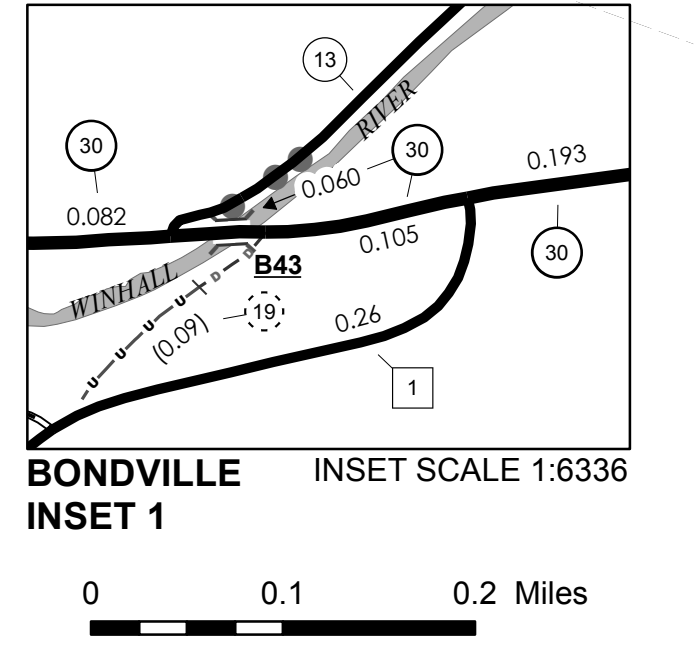 13
30
RIVER
30
0.193
0.060
0.082
0.105
30
B43
WINHALL
D D
U U U U
(0.09)
19
0.26
1
BONDVILLE
INSET 1
INSET SCALE 1:6336
0 0.1 0.2 Miles